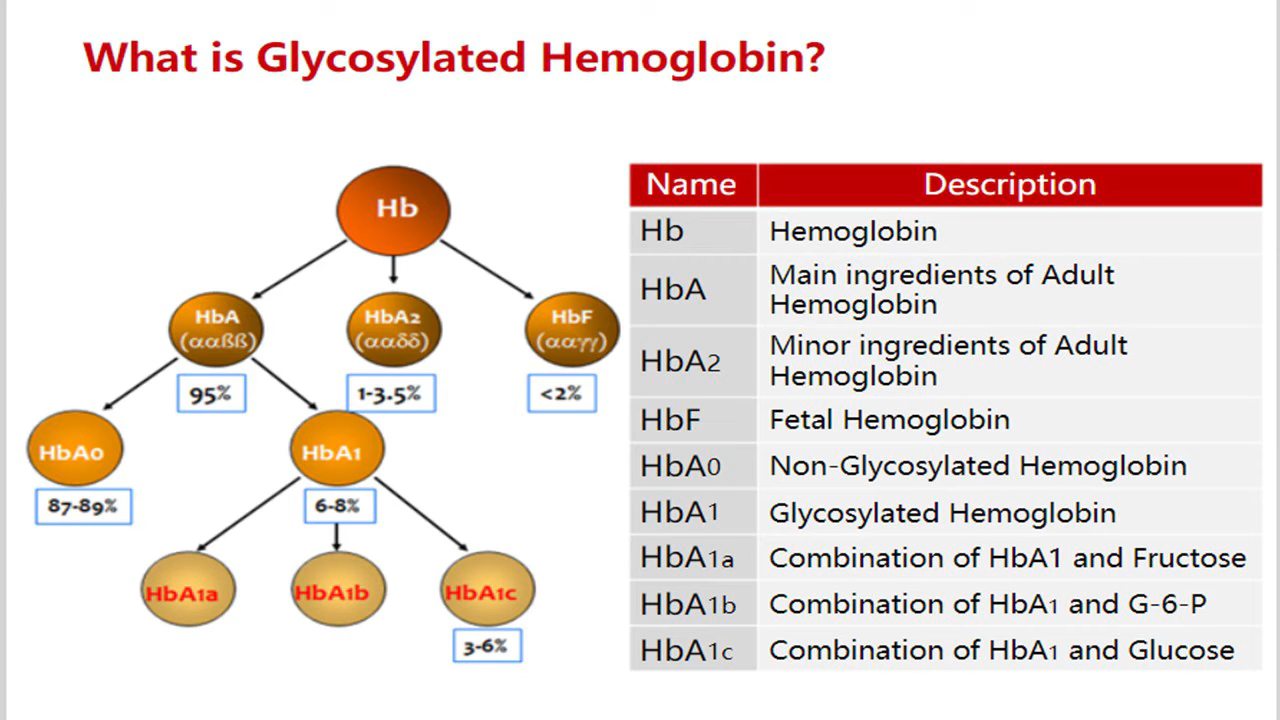 What is Glycosylated Hemoglobin?
Hb
HbA
(ααßß)
HbA2
(ααδδ)
HbF
(ααγγ)
95%
1-3.5%
<2%
HbA0
HbA1
87-89%
6-8%
HbA1a
HbA1b
HbA1c
3-6%
Name Description
Hb Hemoglobin
HbA Main ingredients of Adult
Hemoglobin
HbA2 Minor ingredients of Adult
Hemoglobin
HbF Fetal Hemoglobin
HbA0 Non-Glycosylated Hemoglobin
HbA1 Glycosylated Hemoglobin
HbA1a Combination of HbA1 and Fructose
HbA1b Combination of HbA1 and G-6-P
HbA1c Combination of HbA1 and Glucose